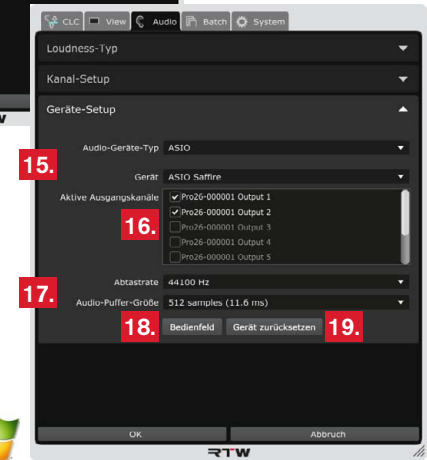 CLC View Audio Batch System
Loudness-Typ
Kanal-Setup
Geräte-Setup
Audio-Geräte-Typ ASIO
15.
Gerät ASIO Saffire
Aktive Ausgangskanäle Pro26-000001 Output 1
16. Pro26-000001 Output 2
Pro26-000001 Output 3
Pro26-000001 Output 4
Pro26-000001 Output 5
Abtastrate 44100 Hz
17.
Audio-Puffer-Größe 512 samples (11.6 ms)
18. Bedienfeld Gerät zurücksetzen 19.
OK Abbruch
RTW